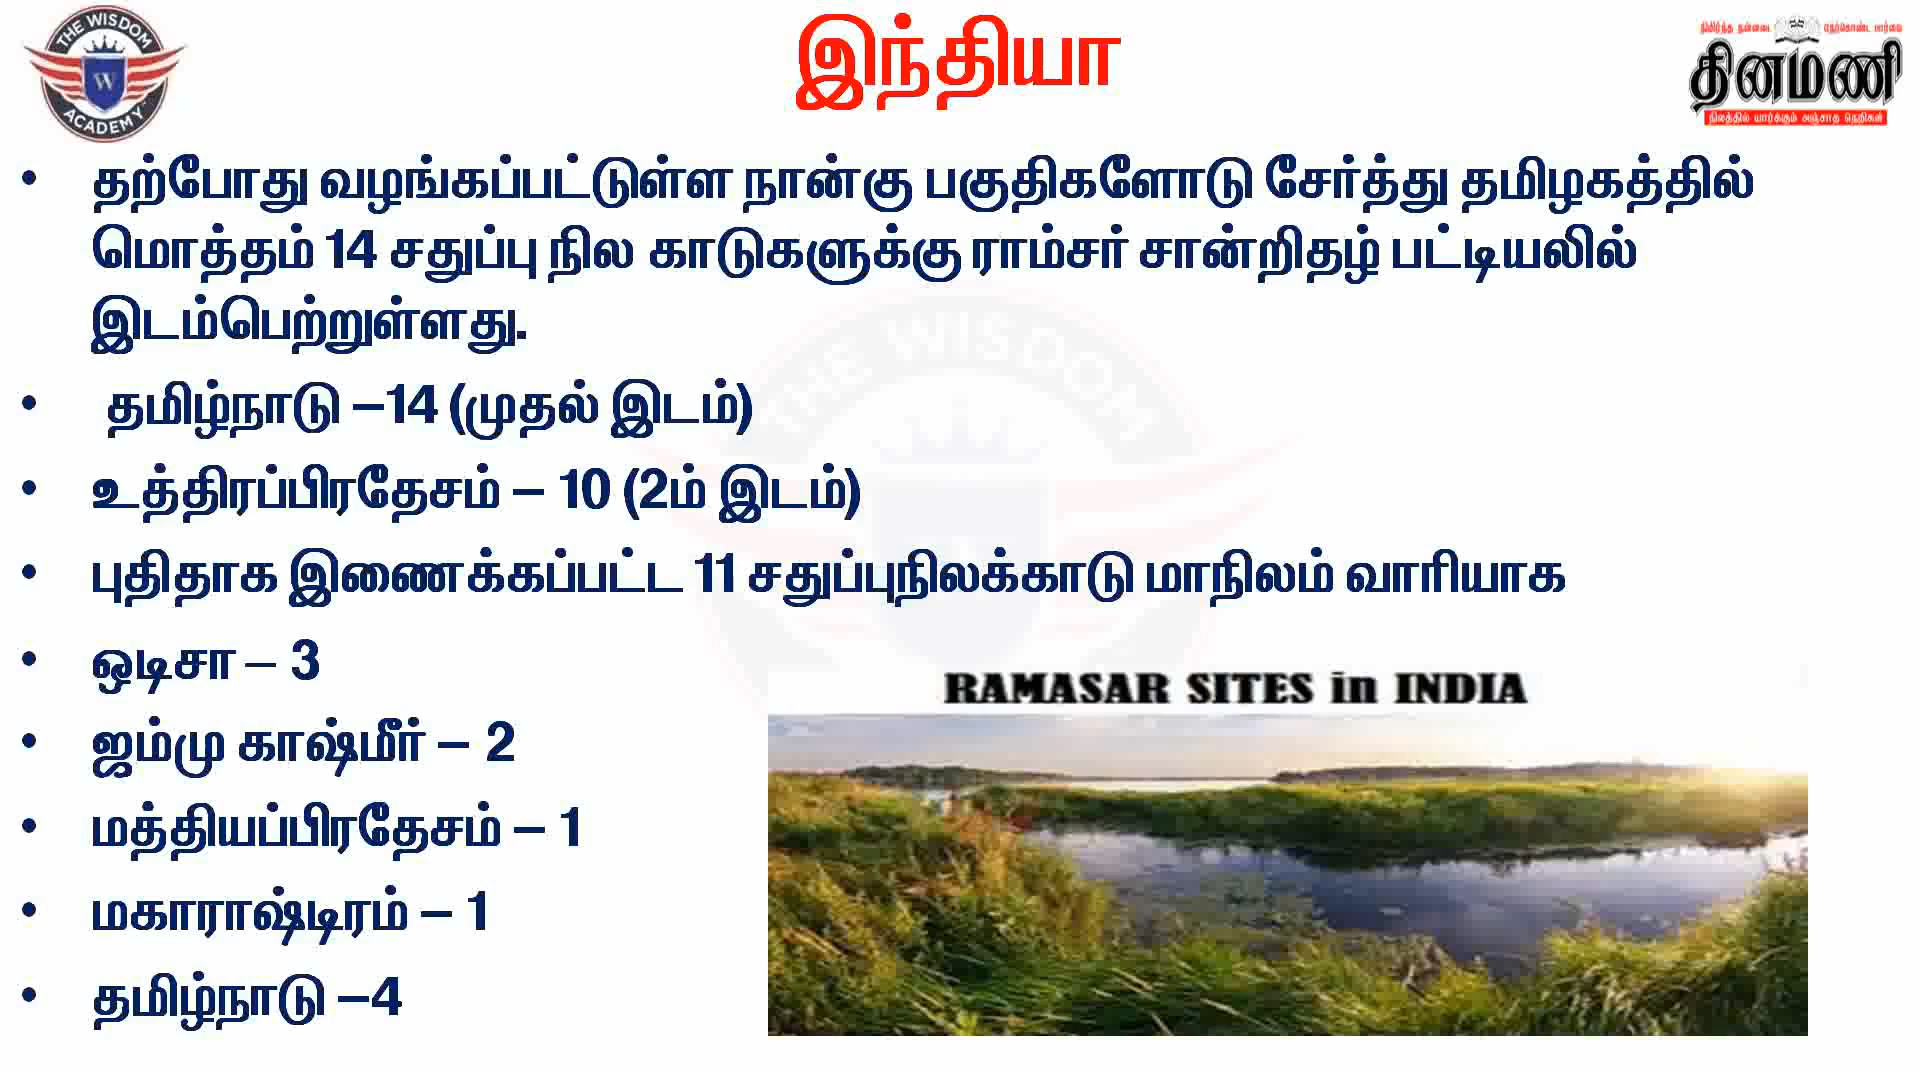 THE WISDOM ACADEMY
W
இந்தியா
தினமணி
நிலத்தில் யார்க்கும் அஞ்சாத நெறிகள்
• தற்போது வழங்கப்பட்டுள்ள நான்கு பகுதிகளோடு சேர்த்து தமிழகத்தில்
மொத்தம் 14 சதுப்பு நில காடுகளுக்கு ராம்சர் சான்றிதழ் பட்டியலில்
இடம்பெற்றுள்ளது.
• தமிழ்நாடு –14 (முதல் இடம்)
• உத்திரப்பிரதேசம் – 10 (2ம் இடம்)
• புதிதாக இணைக்கப்பட்ட 11 சதுப்புநிலக்காடு மாநிலம் வாரியாக
• ஒடிசா – 3
• ஜம்மு காஷ்மீர் – 2
• மத்தியப்பிரதேசம் – 1
• மகாராஷ்டிரம் – 1
• தமிழ்நாடு –4
RAMASAR SITES in INDIA